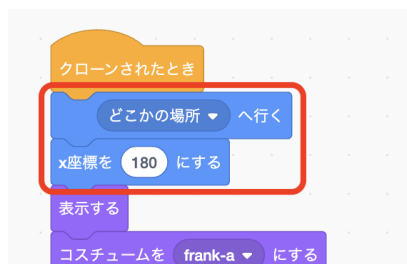 クローンされたとき
どこかの場所 へ行く
x座標を 180 にする
表示する
コスチュームを frank-a にする